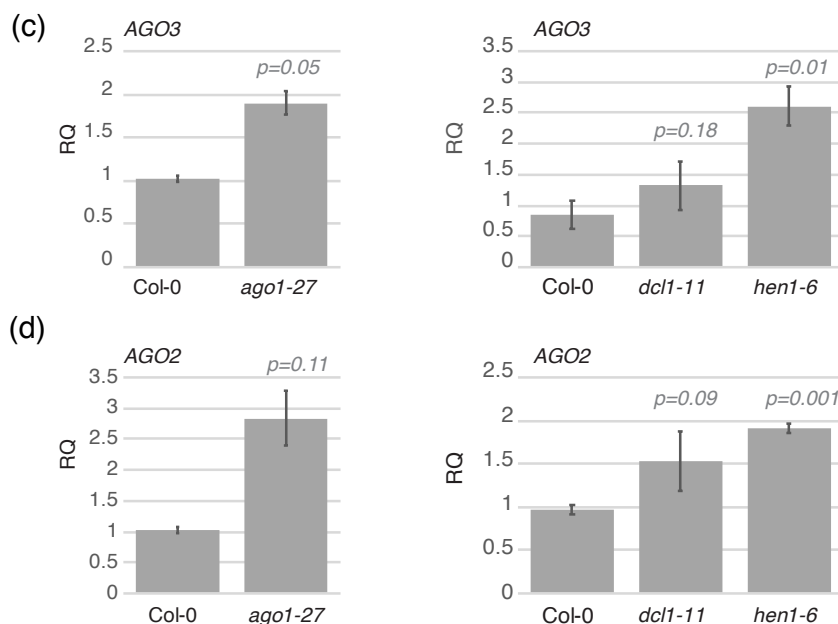 (c)
AGO3
2.5
2
1.5
1
0.5
0
RQ
p=0.05
Col-0 ago1-27
AGO3
3.5
3
2.5
2
1.5
1
0.5
0
RQ
p=0.18
p=0.01
Col-0 dcl1-11 hen1-6
(d)
AGO2
3.5
3
2.5
2
1.5
1
0.5
0
RQ
p=0.11
Col-0 ago1-27
AGO2
2.5
2
1.5
1
0.5
0
RQ
p=0.09 p=0.001
Col-0 dcl1-11 hen1-6